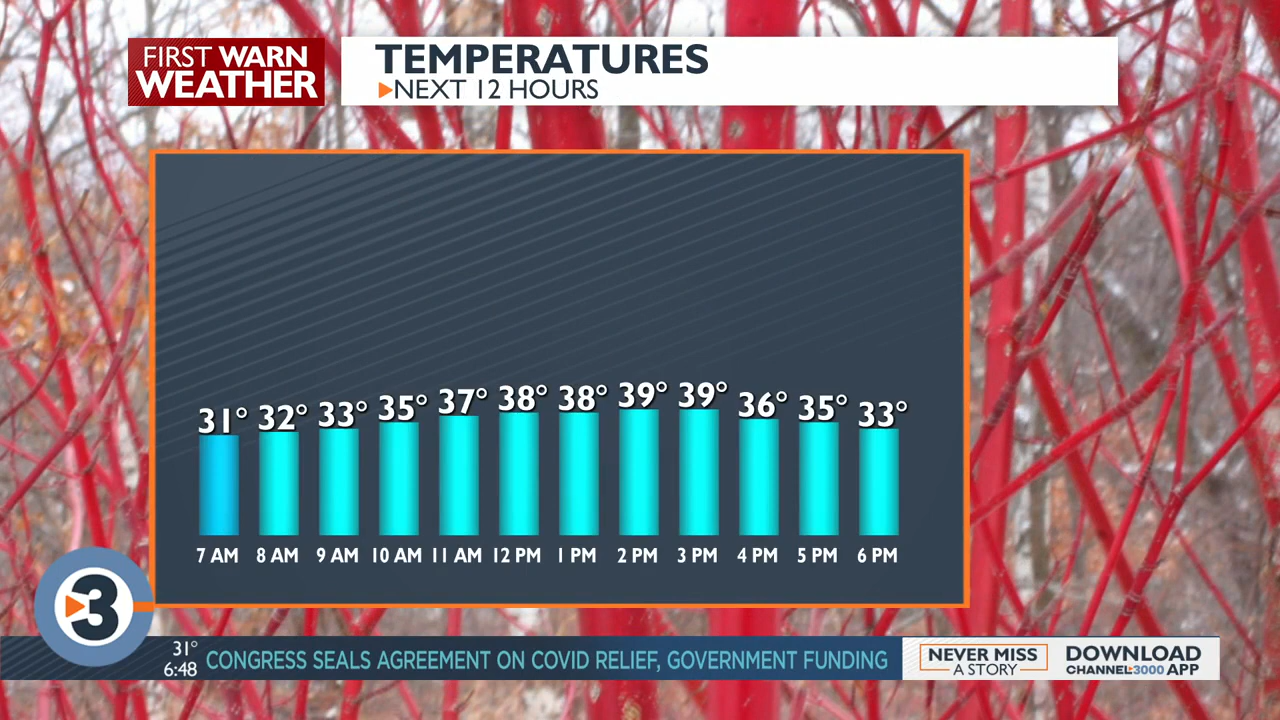 FIRST WARN
WEATHER
TEMPERATURES
NEXT 12 HOURS
31° 32° 33° 35° 37° 38° 38° 39° 39° 36° 35° 33°
7 AM 8 AM 9 AM 10 AM 11 AM 12 PM 1 PM 2 PM 3 PM 4 PM 5 PM 6 PM
3
31°
6:48
CONGRESS SEALS AGREEMENT ON COVID RELIEF, GOVERNMENT FUNDING
NEVER MISS
A STORY
DOWNLOAD
CHANNEL3000 APP